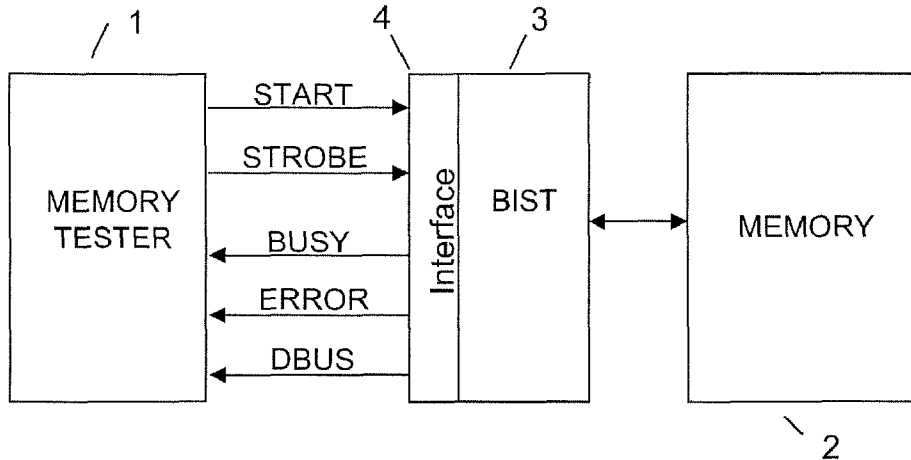 1
4
3
START
STROBE
MEMORY
TESTER
BUSY
ERROR
DBUS
Interface
BIST
MEMORY
2